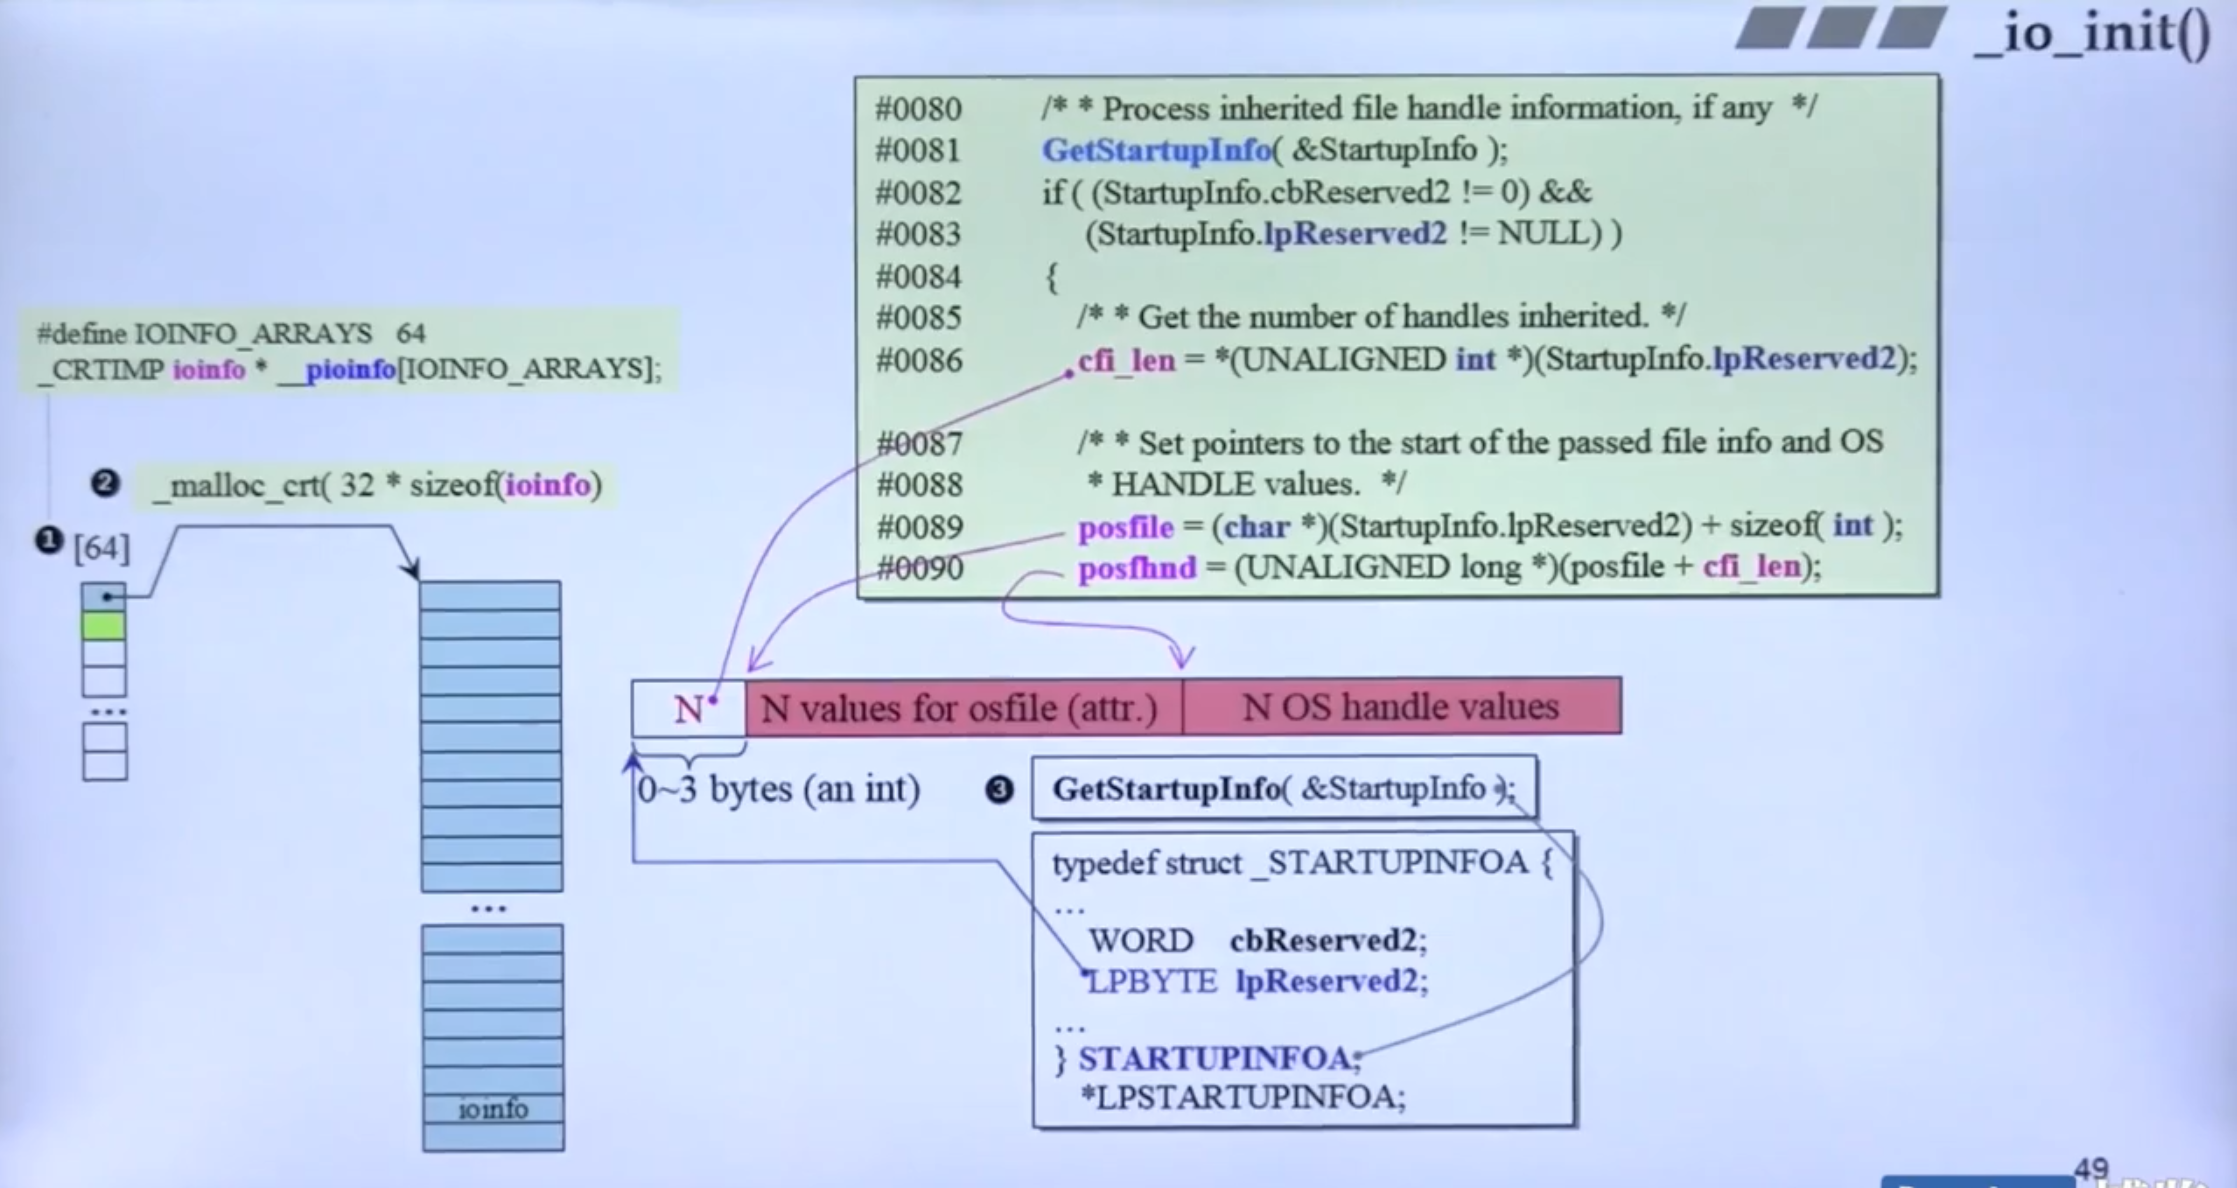 _io_init()
#0080 /* * Process inherited file handle information, if any */
#0081 GetStartupInfo( &StartupInfo );
#0082 if ( (StartupInfo.cbReserved2 != 0) &&
#0083 (StartupInfo.lpReserved2 != NULL) )
#0084 {
#0085 /* * Get the number of handles inherited. */
#0086 cfi_len = *(UNALIGNED int *)(StartupInfo.lpReserved2);
#0087 /* * Set pointers to the start of the passed file info and OS
#0088 * HANDLE values. */
#0089 posfile = (char *)(StartupInfo.lpReserved2) + sizeof( int );
#0090 posfhnd = (UNALIGNED long *)(posfile + cfi_len);
#define IOINFO_ARRAYS 64
_CRTIMP ioinfo * __pioinfo[IOINFO_ARRAYS];
❷ _malloc_crt( 32 * sizeof(ioinfo)
❶ [64]
...
...
ioinfo
N N values for osfile (attr.) N OS handle values
0~3 bytes (an int)
❸ GetStartupInfo( &StartupInfo );
typedef struct _STARTUPINFOA {
...
WORD cbReserved2;
LPBYTE lpReserved2;
...
} STARTUPINFOA;
*LPSTARTUPINFOA;
49